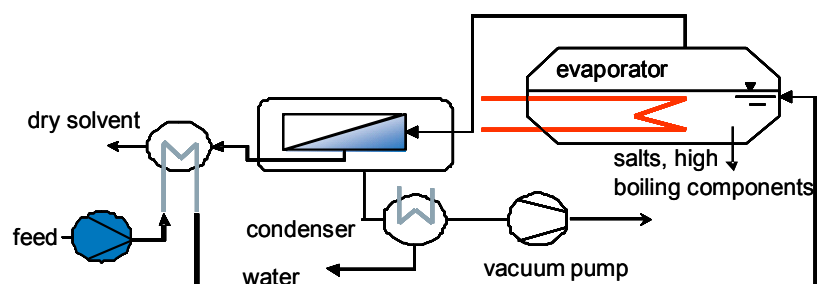 evaporator
dry solvent
salts, high
boiling components
condenser
feed
vacuum pump
water